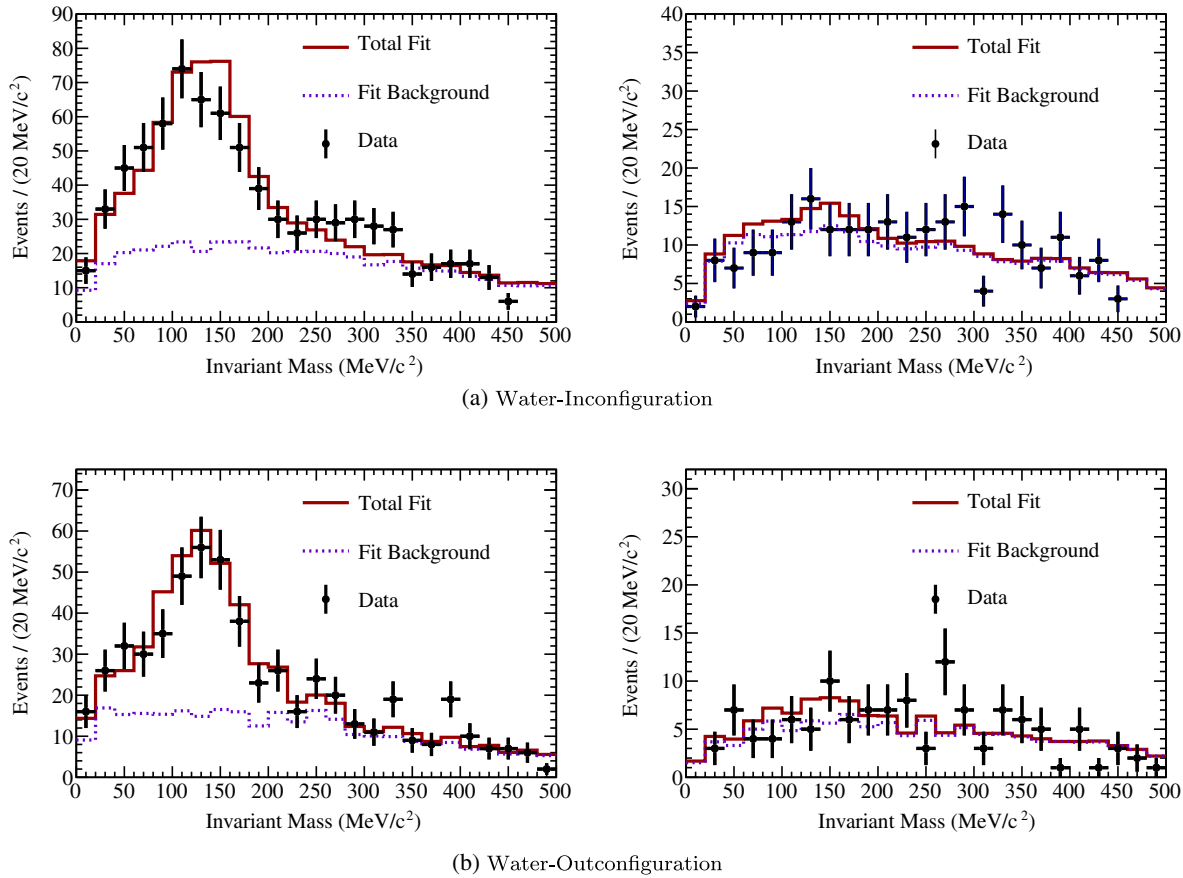 90
80
70
60
50
40
30
20
10
0
Events / (20 MeV/c²)
Total Fit
Fit Background
Data
0 50 100 150 200 250 300 350 400 450 500
Invariant Mass (MeV/c²)
40
35
30
25
20
15
10
5
0
Events / (20 MeV/c²)
Total Fit
Fit Background
Data
0 50 100 150 200 250 300 350 400 450 500
Invariant Mass (MeV/c²)
(a) Water-Inconfiguration
70
60
50
40
30
20
10
0
Events / (20 MeV/c²)
Total Fit
Fit Background
Data
0 50 100 150 200 250 300 350 400 450 500
Invariant Mass (MeV/c²)
30
25
20
15
10
5
0
Events / (20 MeV/c²)
Total Fit
Fit Background
Data
0 50 100 150 200 250 300 350 400 450 500
Invariant Mass (MeV/c²)
(b) Water-Outconfiguration